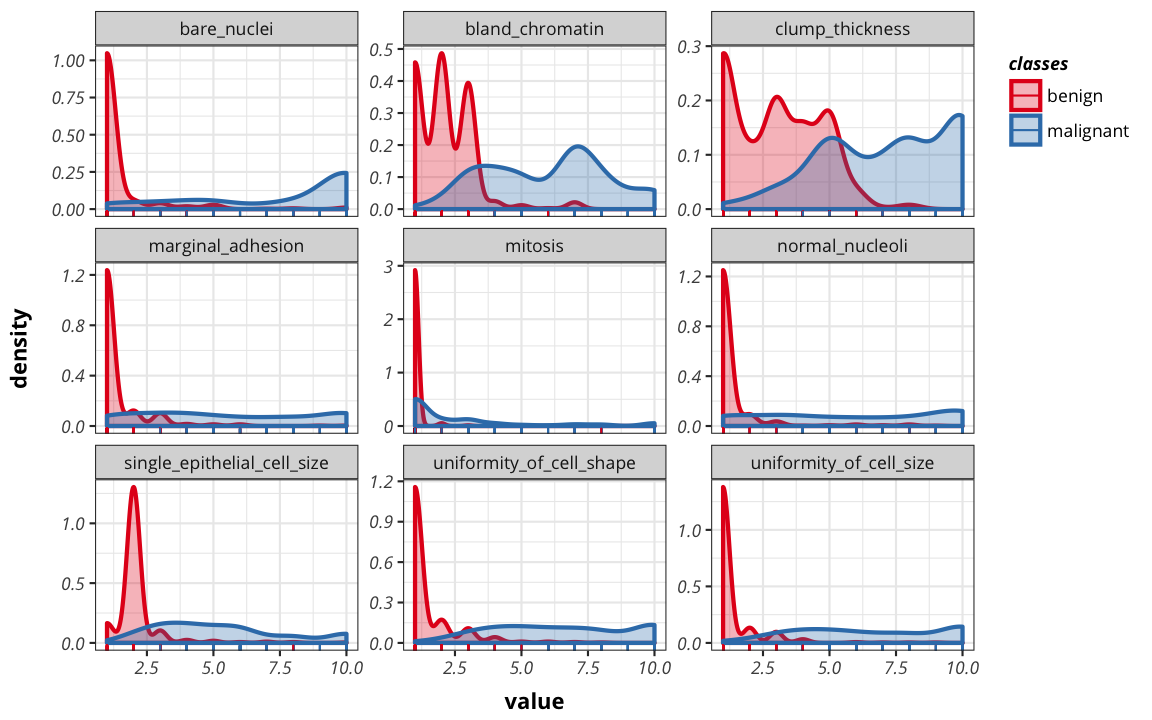 bare_nuclei
bland_chromatin
clump_thickness
1.00
0.75
0.50
0.25
0.00
0.5
0.4
0.3
0.2
0.1
0.0
0.3
0.2
0.1
0.0
classes
benign
malignant
marginal_adhesion
mitosis
normal_nucleoli
1.2
0.8
0.4
0.0
3
2
1
0
1.2
0.8
0.4
0.0
density
single_epithelial_cell_size
uniformity_of_cell_shape
uniformity_of_cell_size
1.0
0.5
0.0
1.2
0.9
0.6
0.3
0.0
1.0
0.5
0.0
2.5 5.0 7.5 10.0
2.5 5.0 7.5 10.0
2.5 5.0 7.5 10.0
value